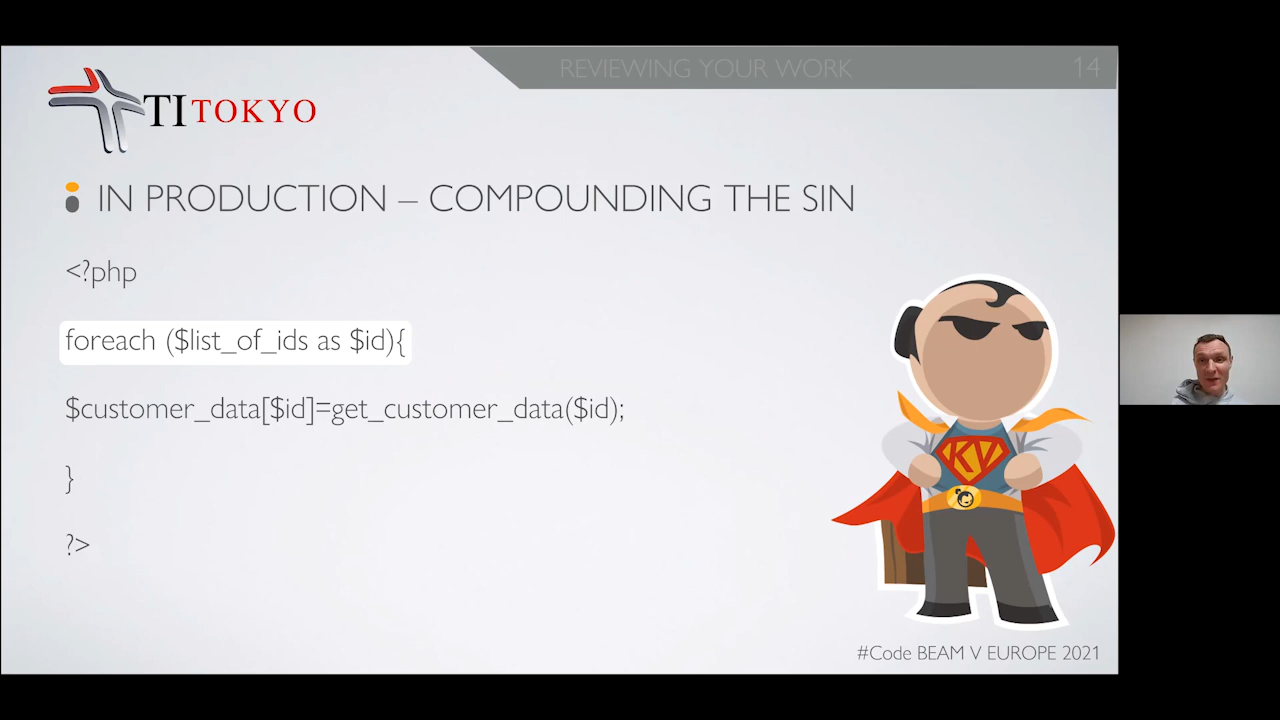 REVIEWING YOUR WORK
14
TI TOKYO
IN PRODUCTION – COMPOUNDING THE SIN
<?php
foreach ($list_of_ids as $id){
$customer_data[$id]=get_customer_data($id);
}
?>
KV
#Code BEAM V EUROPE 2021